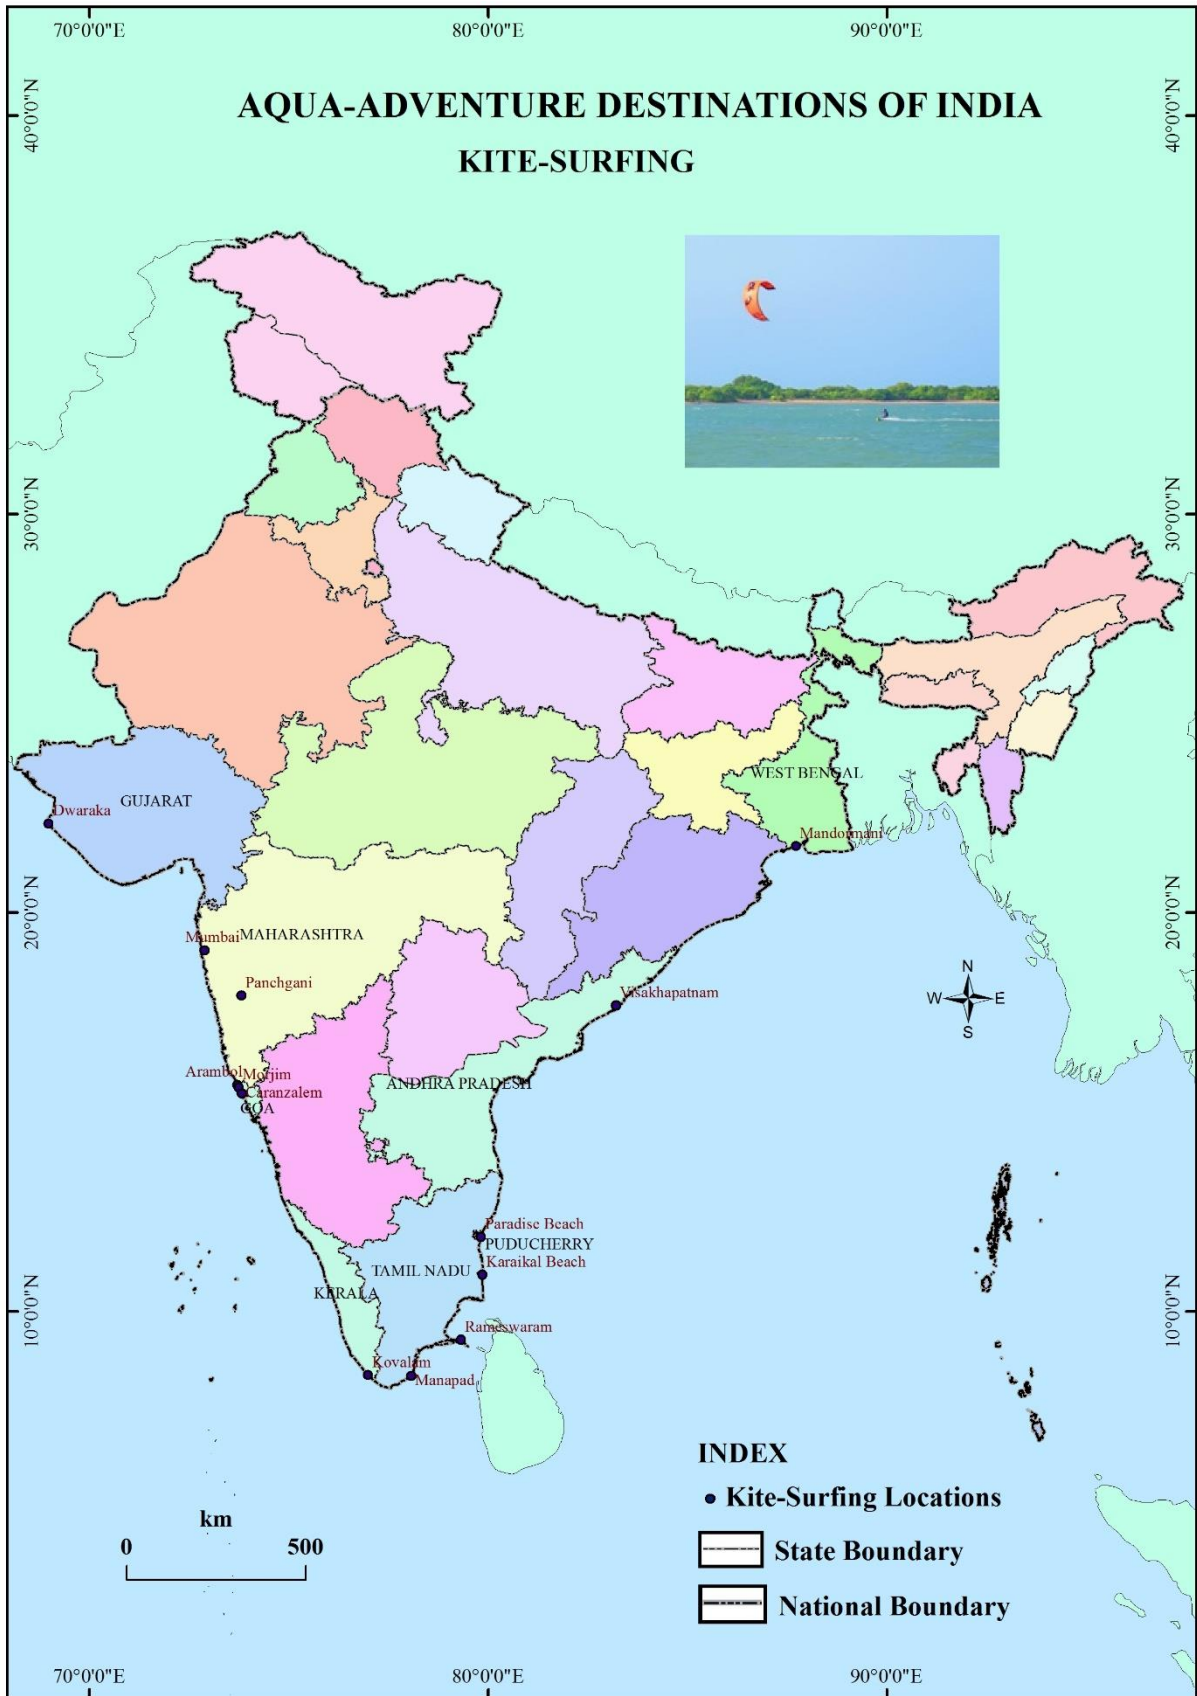 70°0'0"E
80°0'0"E
90°0'0"E
40°0'0"N
40°0'0"N
AQUA-ADVENTURE DESTINATIONS OF INDIA
KITE-SURFING
30°0'0"N
30°0'0"N
WEST BENGAL
GUJARAT
Dwaraka
Mandormani
20°0'0"N
20°0'0"N
Mumbai
MAHARASHTRA
Panchgani
Visakhapatnam
N
W
E
S
Arambol
Morjim
Caranzalem
GOA
ANDHRA PRADESH
Paradise Beach
PUDUCHERRY
Karaikal Beach
TAMIL NADU
KERALA
10°0'0"N
10°0'0"N
Rameswaram
Kovalam
Manapad
INDEX
Kite-Surfing Locations
State Boundary
National Boundary
km
0
500
70°0'0"E
80°0'0"E
90°0'0"E